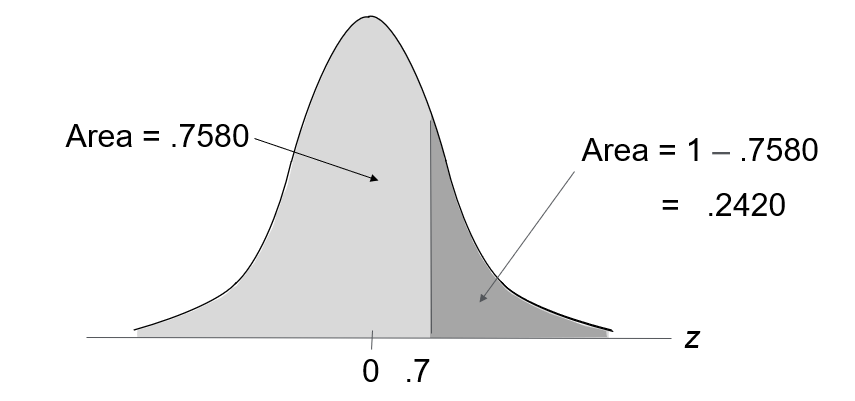 Area = .7580
Area = 1 – .7580
= .2420
z
0 .7